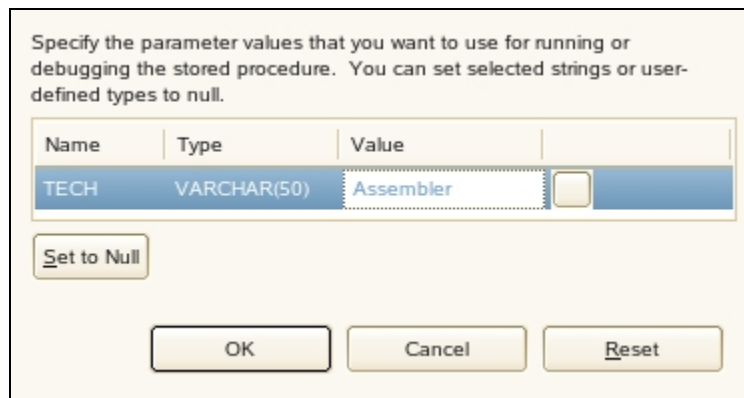 Specify the parameter values that you want to use for running or
debugging the stored procedure.  You can set selected strings or user-
defined types to null.
Name Type Value
TECH VARCHAR(50) Assembler
Set to Null
OK Cancel Reset